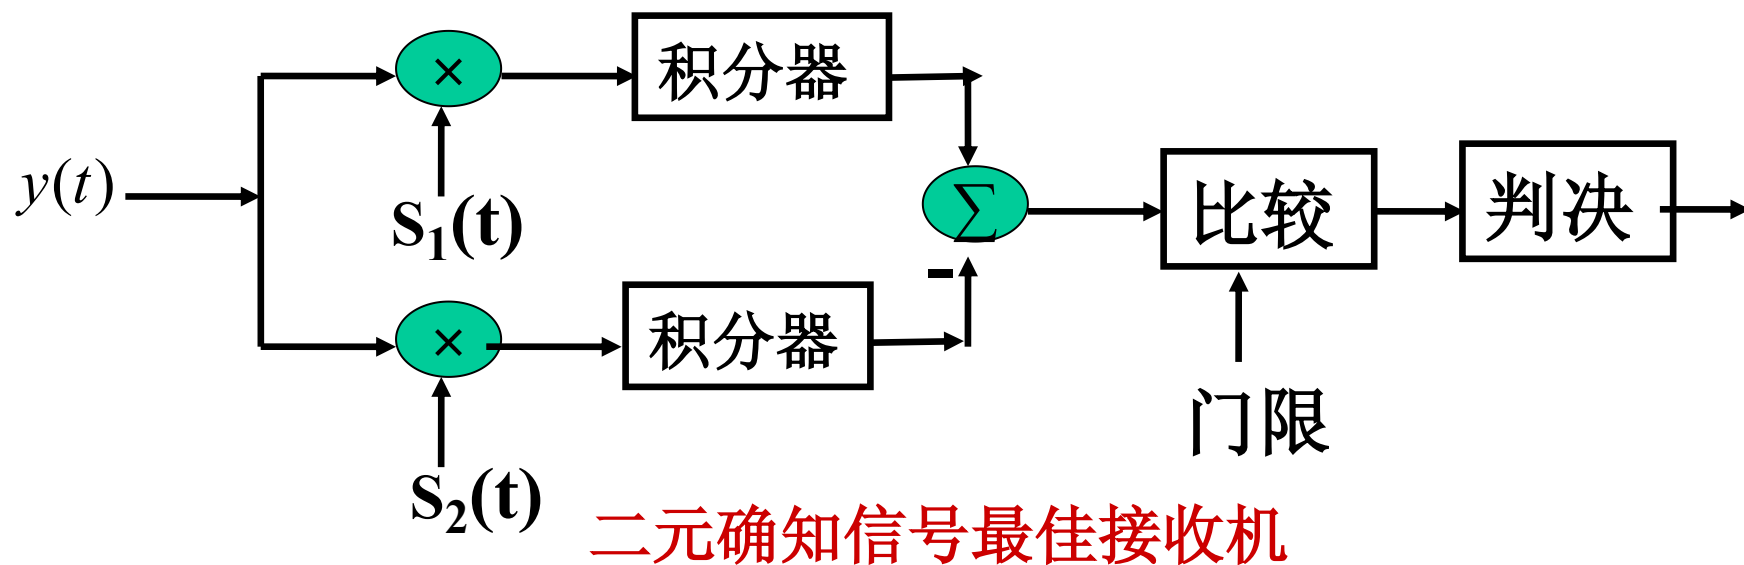 y(t)
×
S₁(t)
积分器
×
S₂(t)
积分器
Σ
-
比较
门限
判决
二元确知信号最佳接收机